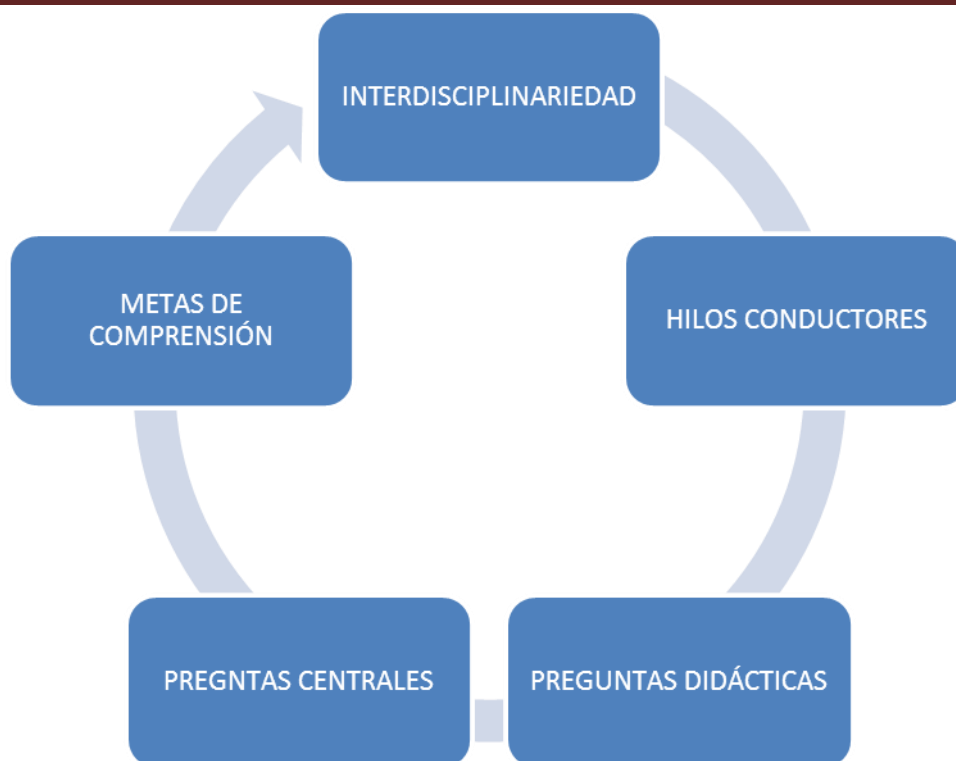 INTERDISCIPLINARIEDAD
HILOS CONDUCTORES
PREGUNTAS DIDÁCTICAS
PREGNTAS CENTRALES
METAS DE
COMPRENSIÓN